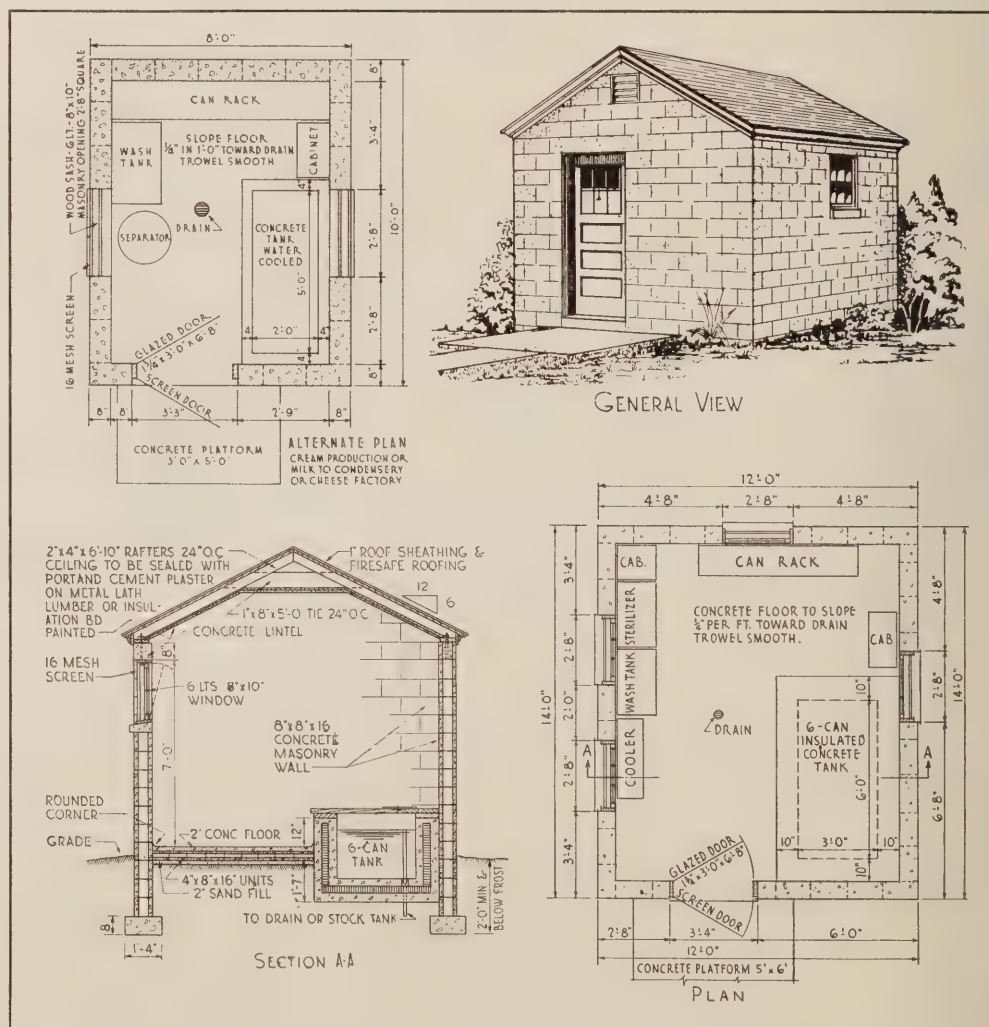 8'-0"
8"
CAN RACK
WASH
TANK
SLOPE FLOOR
¼" IN 1'-0" TOWARD DRAIN
TROWEL SMOOTH
CABINET
3'-4"
WOOD SASH-6LT.-8"x10"
MASONRY OPENING 2'-8" SQUARE
4"
SEPARATOR
DRAIN
CONCRETE
TANK
WATER
COOLED
5'-0"
2'-8"
10'-0"
16 MESH SCREEN
GLAZED DOOR
1¾"x3'-0"x6'-8"
SCREEN DOOR
4"
2'-0"
4"
4"
2'-8"
8"
8"
8"
3'-3"
2'-9"
8"
CONCRETE PLATFORM
3'-0"x5'-0"
ALTERNATE PLAN
CREAM PRODUCTION OR
MILK TO CONDENSERY
OR CHEESE FACTORY
GENERAL VIEW
2"x4"x6'-10" RAFTERS 24" O.C
CEILING TO BE SEALED WITH
PORTAND CEMENT PLASTER
ON METAL LATH
LUMBER OR INSUL-
ATION BD
PAINTED
1" ROOF SHEATHING &
FIRESAFE ROOFING
12
6
1"x8"x5'-0 TIE 24" O C
CONCRETE LINTEL
8"
16 MESH
SCREEN
6 LTS 8"x10"
WINDOW
8"x8"x16
CONCRETE
MASONRY
WALL
7'-0"
ROUNDED
CORNER
GRADE
2" CONC FLOOR
12"
6-CAN
TANK
4"x8"x16" UNITS
2" SAND FILL
1'-7"
TO DRAIN OR STOCK TANK
2'-0" MIN &
BELOW FROST
8
1'-4"
SECTION A-A
12'-0"
4'-8"
2'-8"
4'-8"
CAB.
CAN RACK
3'-4"
STERILIZER
CONCRETE FLOOR TO SLOPE
¼" PER FT. TOWARD DRAIN
TROWEL SMOOTH.
CAB
4'-8"
2'-8"
WASH TANK
2'-8"
14'-0"
14'-0"
2'-0"
DRAIN
10"
6-CAN
INSULATED
CONCRETE
TANK
A
A
COOLER
2'-8"
6'-0"
6'-8"
3'-4"
10"
3'-0"
10"
10"
GLAZED DOOR
1¾"x3'-0"x6'-8"
SCREEN DOOR
2'-8"
3'-4"
6'-0"
12'-0"
CONCRETE PLATFORM 5'x6'
PLAN